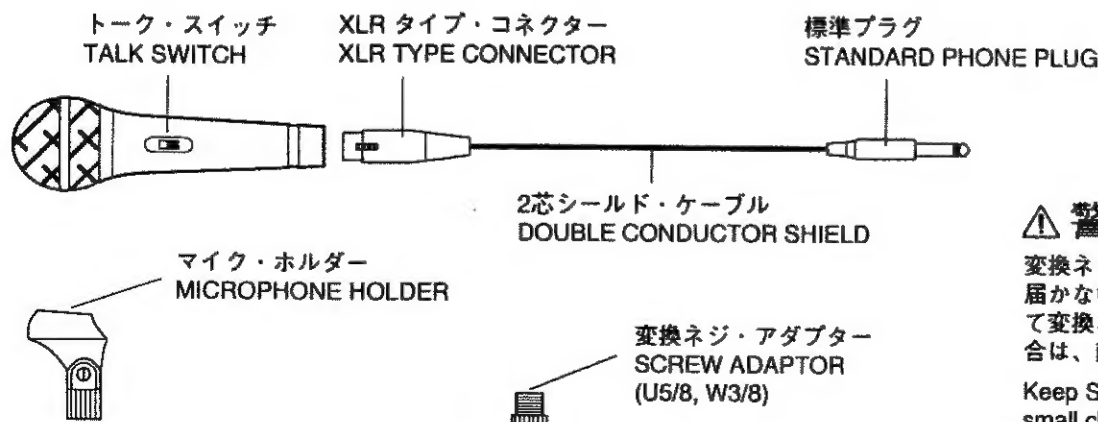 トーク・スイッチ
TALK SWITCH
XLR タイプ・コネクター
XLR TYPE CONNECTOR
標準プラグ
STANDARD PHONE PLUG
2芯シールド・ケーブル
DOUBLE CONDUCTOR SHIELD
マイク・ホルダー
MICROPHONE HOLDER
変換ネジ・アダプター
SCREW ADAPTOR
(U5/8, W3/8)
変換ネ
届かな
て変換
合は、
Keep S
small